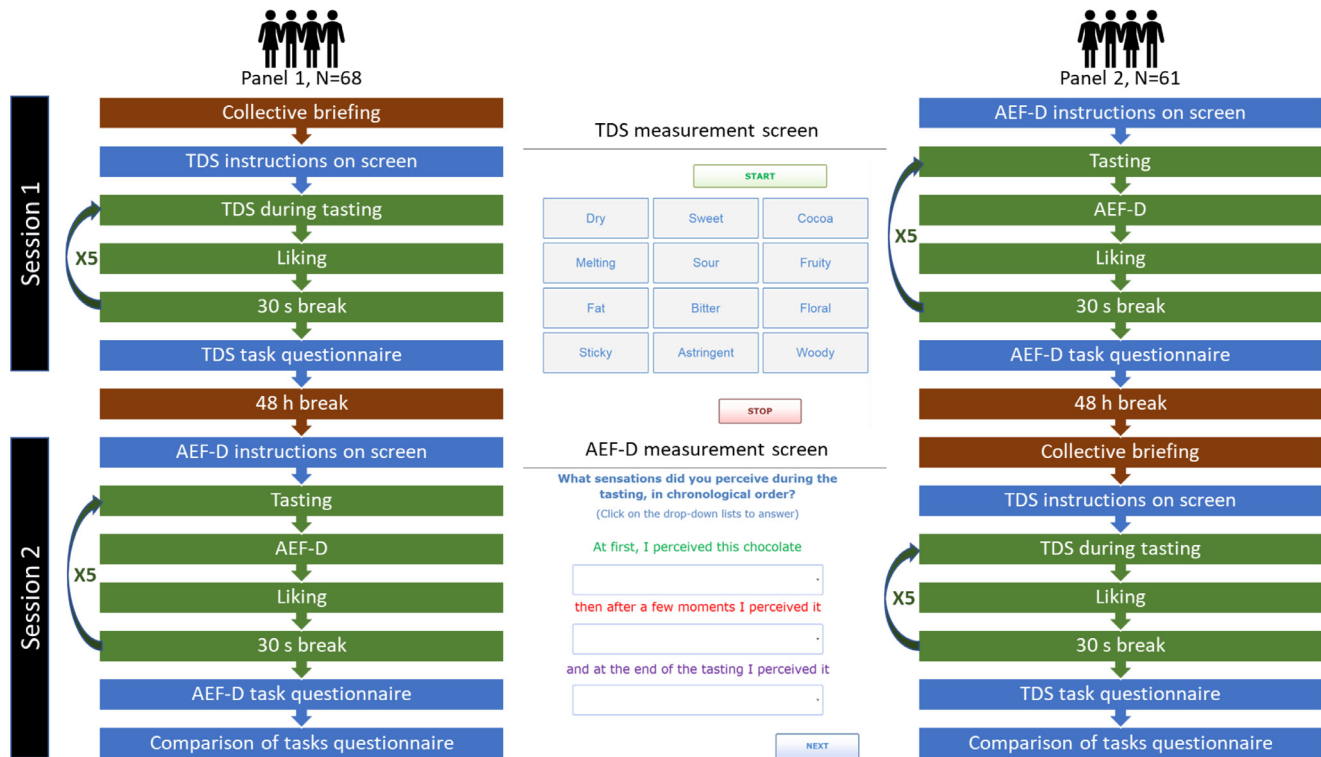 Panel 1, N=68
Session 1
Collective briefing
TDS instructions on screen
TDS during tasting
X5
Liking
30 s break
TDS task questionnaire
48 h break
Session 2
AEF-D instructions on screen
Tasting
AEF-D
X5
Liking
30 s break
AEF-D task questionnaire
Comparison of tasks questionnaire
TDS measurement screen
START
Dry
Sweet
Cocoa
Melting
Sour
Fruity
Fat
Bitter
Floral
Sticky
Astringent
Woody
STOP
AEF-D measurement screen
What sensations did you perceive during the
tasting, in chronological order?
(Click on the drop-down lists to answer)
At first, I perceived this chocolate
then after a few moments I perceived it
and at the end of the tasting I perceived it
NEXT
Panel 2, N=61
AEF-D instructions on screen
Tasting
AEF-D
X5
Liking
30 s break
AEF-D task questionnaire
48 h break
Collective briefing
TDS instructions on screen
TDS during tasting
X5
Liking
30 s break
TDS task questionnaire
Comparison of tasks questionnaire